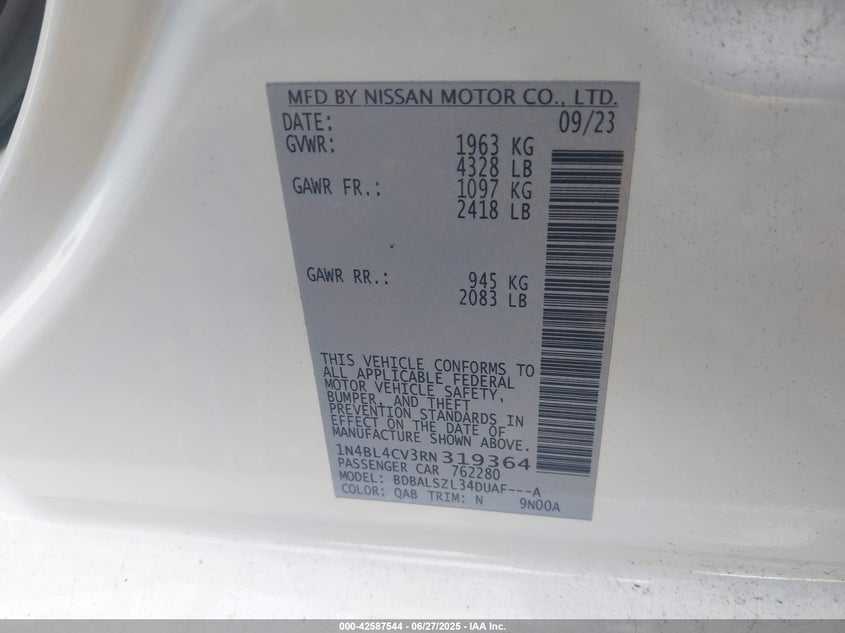 MFD BY NISSAN MOTOR CO., LTD.
DATE: 09/23
GVWR: 1963 KG
4328 LB
GAWR FR.: 1097 KG
2418 LB
GAWR RR.: 945 KG
2083 LB
THIS VEHICLE CONFORMS TO
ALL APPLICABLE FEDERAL
MOTOR VEHICLE SAFETY,
BUMPER, AND THEFT
PREVENTION STANDARDS IN
EFFECT ON THE DATE OF
MANUFACTURE SHOWN ABOVE.
1N4BL4CV3RN319364
PASSENGER CAR 762280
MODEL: BDBALSZL34DUAF---A
COLOR: QAB TRIM: N 9N00A
000-42587544 / 06/27/2025 - IAA Inc.